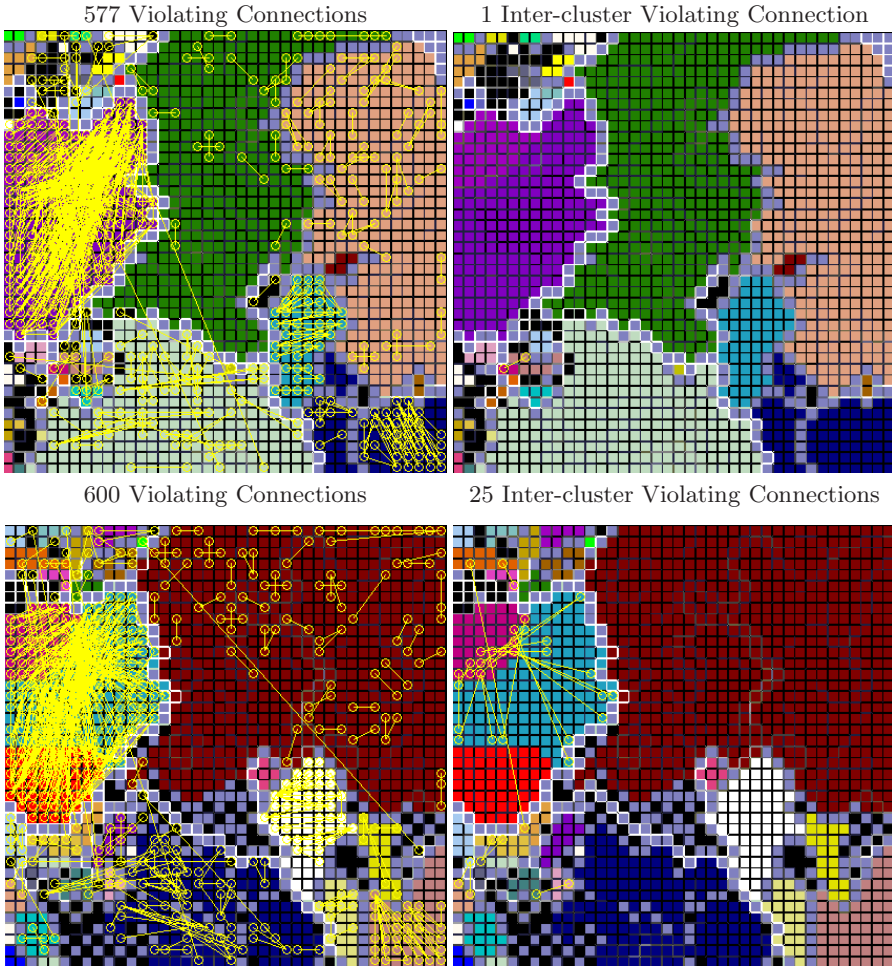 577 Violating Connections
1 Inter-cluster Violating Connection
600 Violating Connections
25 Inter-cluster Violating Connections